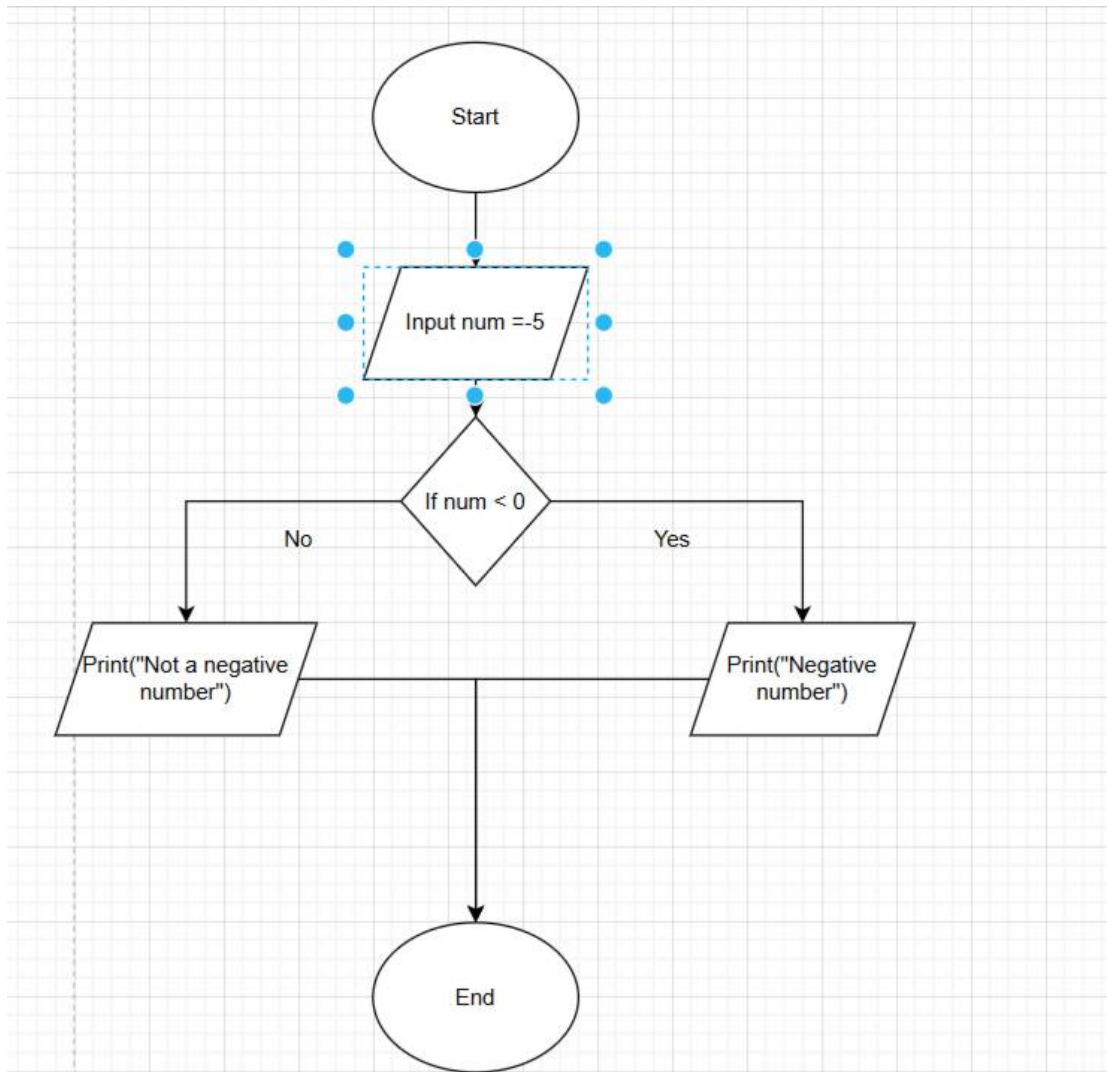 Start
Input num =-5
If num < 0
No
Yes
Print("Not a negative
number")
Print("Negative
number")
End